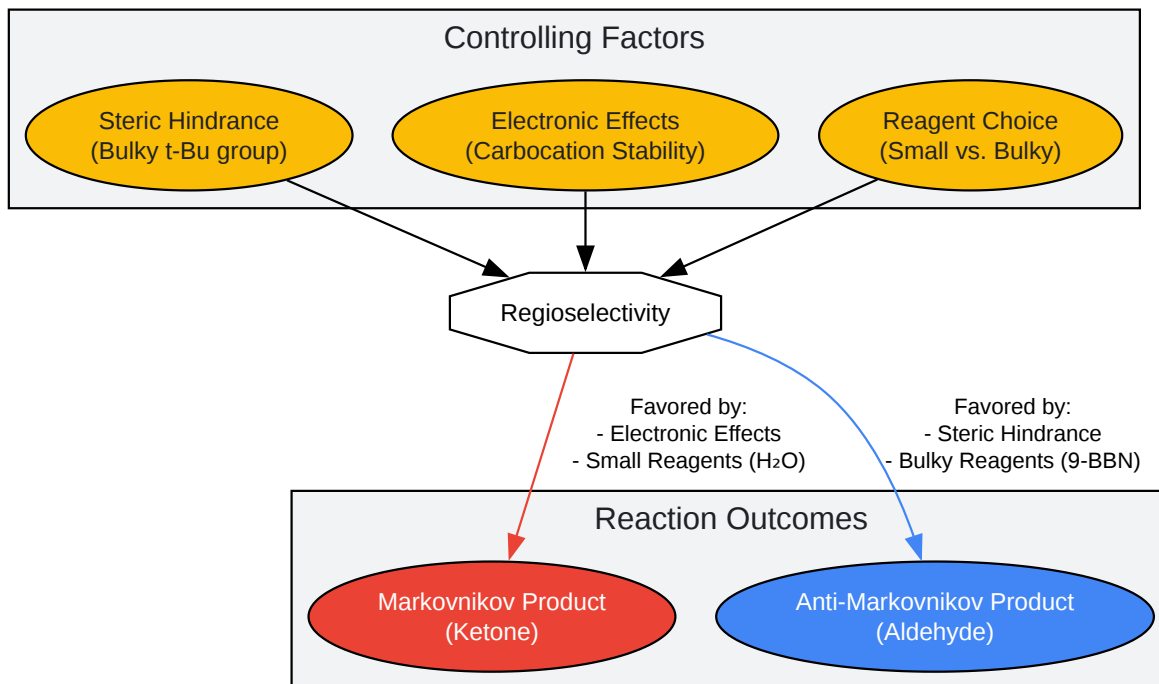 Controlling Factors
Steric Hindrance
(Bulky t-Bu group)
Electronic Effects
(Carbocation Stability)
Reagent Choice
(Small vs. Bulky)
Regioselectivity
Favored by:
- Electronic Effects
- Small Reagents (H₂O)
Favored by:
- Steric Hindrance
- Bulky Reagents (9-BBN)
Reaction Outcomes
Markovnikov Product
(Ketone)
Anti-Markovnikov Product
(Aldehyde)